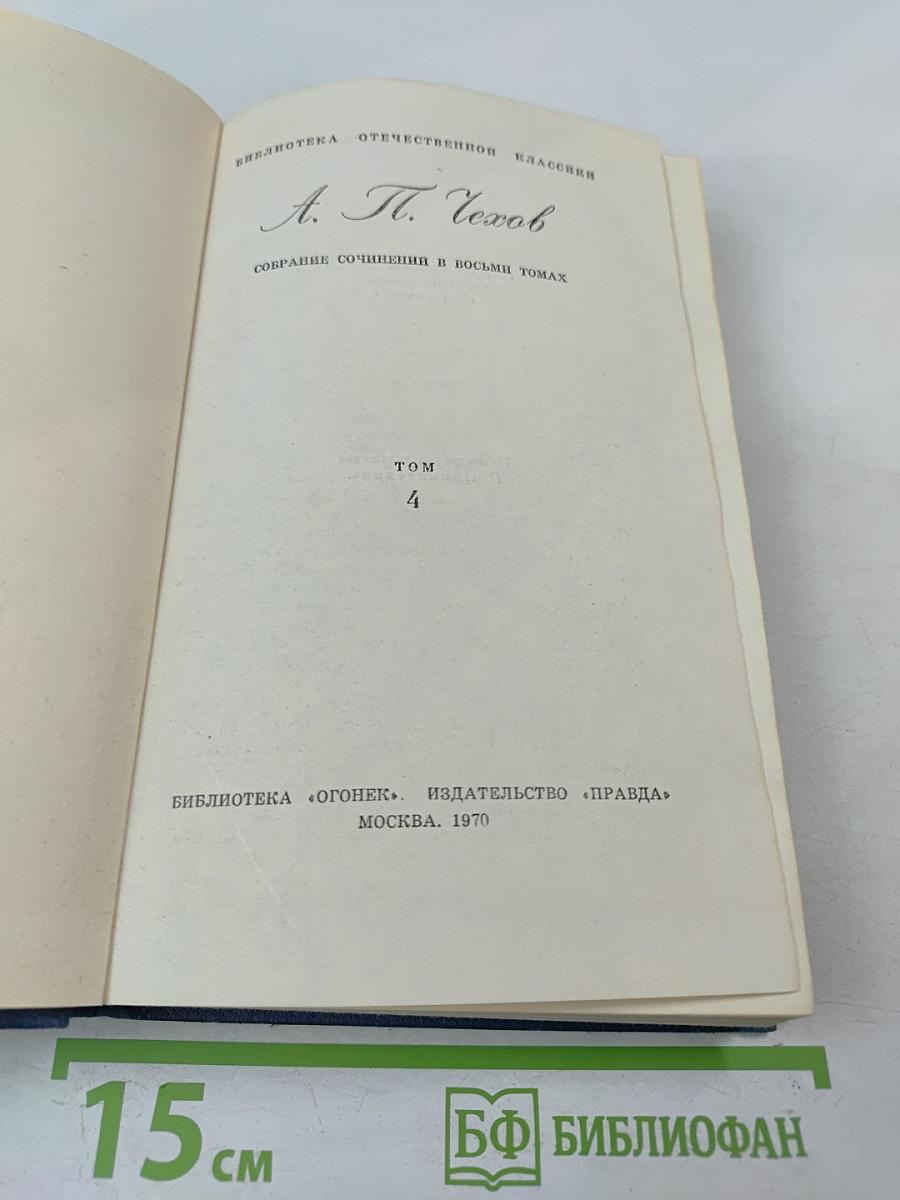 БИБЛИОТЕКА ОТЕЧЕСТВЕННОЙ КЛАССИКИ
А. П. Чехов
СОБРАНИЕ СОЧИНЕНИЙ В ВОСЬМИ ТОМАХ
ТОМ
4
БИБЛИОТЕКА «ОГОНЕК». ИЗДАТЕЛЬСТВО «ПРАВДА»
МОСКВА. 1970
15 см
БФ БИБЛИОФАН